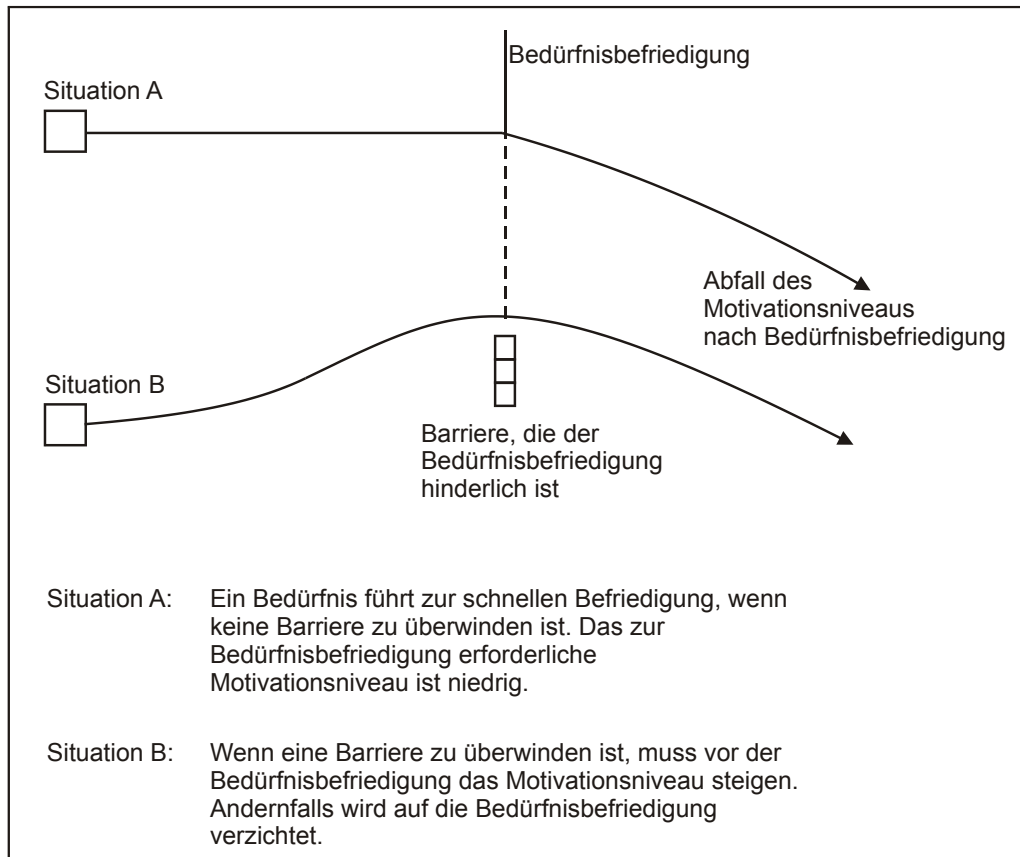 Bedürfnisbefriedigung
Situation A
Abfall des
Motivationsniveaus
nach Bedürfnisbefriedigung
Situation B
Barriere, die der
Bedürfnisbefriedigung
hinderlich ist
Situation A: Ein Bedürfnis führt zur schnellen Befriedigung, wenn
keine Barriere zu überwinden ist. Das zur
Bedürfnisbefriedigung erforderliche
Motivationsniveau ist niedrig.
Situation B: Wenn eine Barriere zu überwinden ist, muss vor der
Bedürfnisbefriedigung das Motivationsniveau steigen.
Andernfalls wird auf die Bedürfnisbefriedigung
verzichtet.